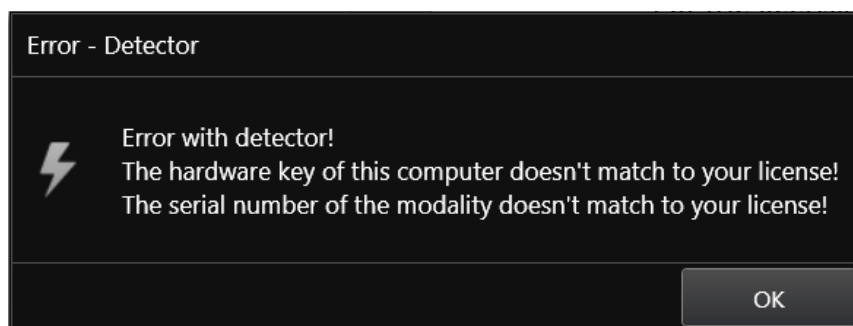 Error - Detector
Error with detector!
The hardware key of this computer doesn't match to your license!
The serial number of the modality doesn't match to your license!
OK